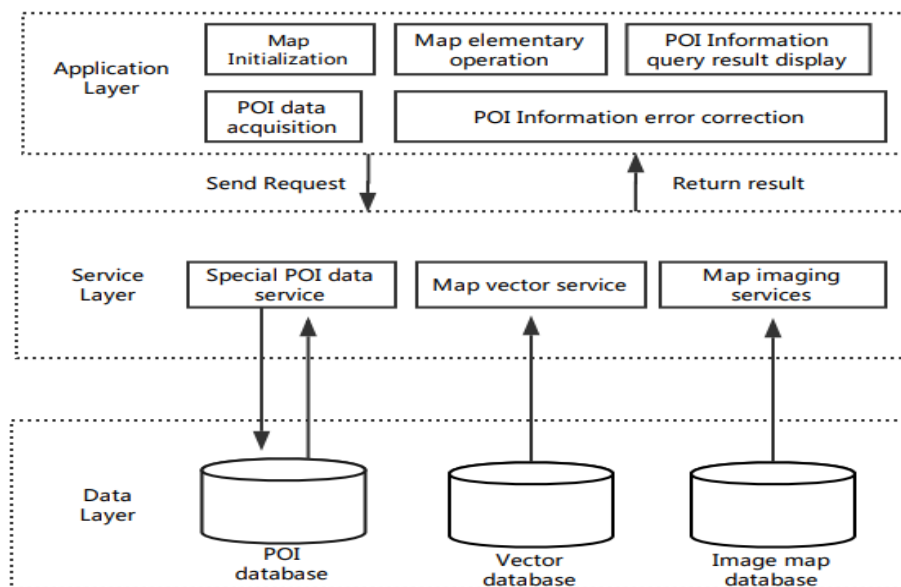 Application
Layer
Map
Initialization
Map elementary
operation
POI Information
query result display
POI data
acquisition
POI Information error correction
Send Request
Return result
Service
Layer
Special POI data
service
Map vector service
Map imaging
services
Data
Layer
POI
database
Vector
database
Image map
database